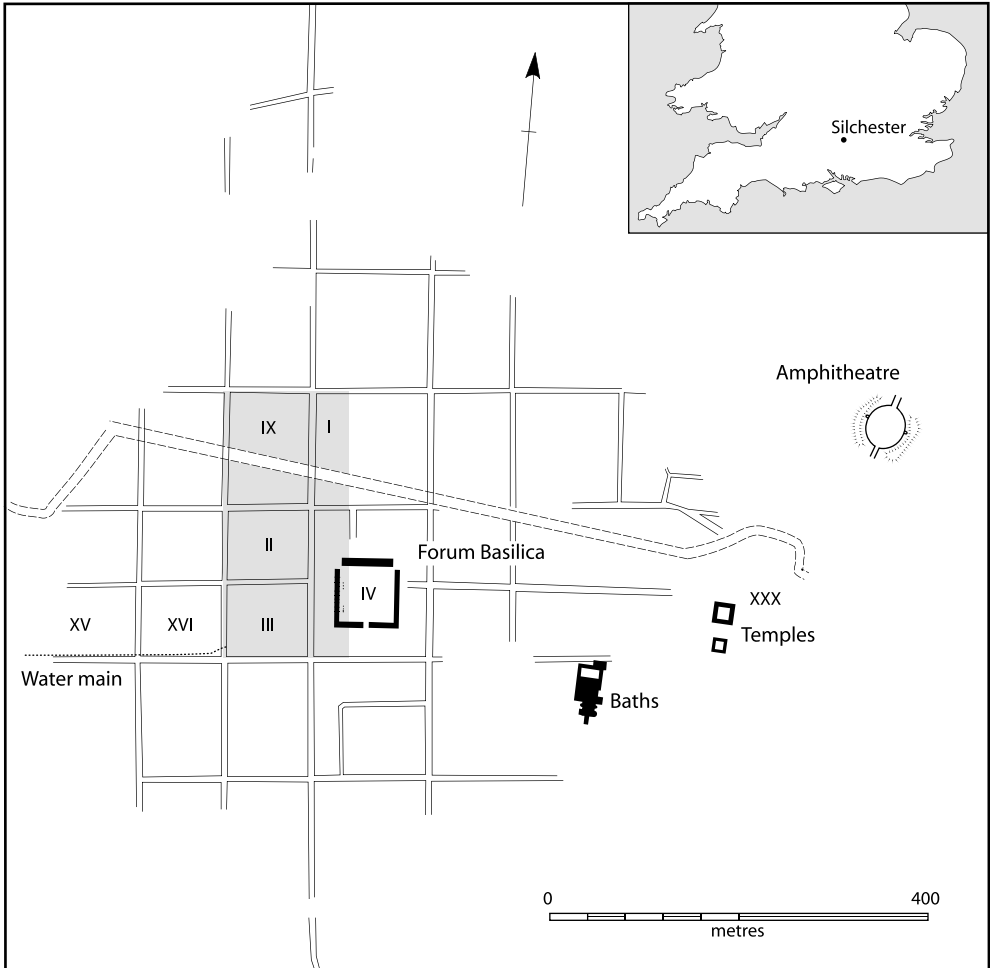 Silchester
Amphitheatre
IX
I
II
Forum Basilica
IV
XXX
XV
XVI
III
Temples
Water main
Baths
0
400
metres